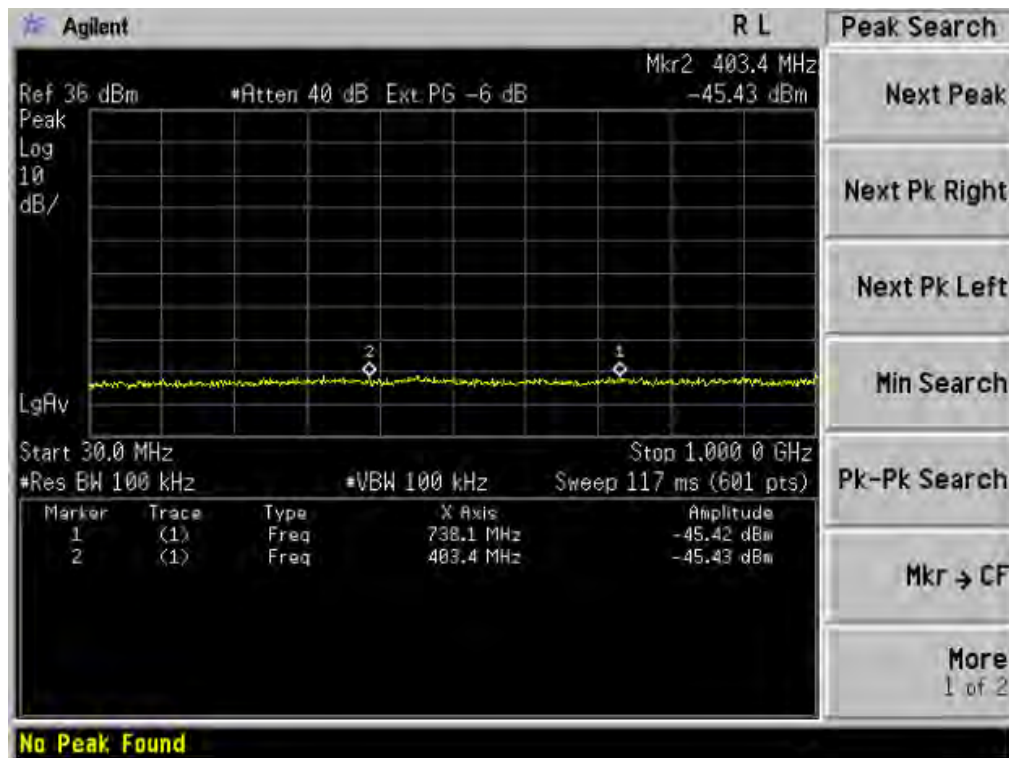 Agilent
R L
Peak Search
Mkr2 403.4 MHz
Ref 36 dBm #Atten 40 dB Ext PG -6 dB -45.43 dBm
Peak
Log
10
dB/
2
1
LgAv
Start 30.0 MHz Stop 1.000 0 GHz
#Res BW 100 kHz #VBW 100 kHz Sweep 117 ms (601 pts)
Marker Trace Type X Axis Amplitude
1 (1) Freq 738.1 MHz -45.42 dBm
2 (1) Freq 403.4 MHz -45.43 dBm
Next Peak
Next Pk Right
Next Pk Left
Min Search
Pk-Pk Search
Mkr → CF
More
1 of 2
No Peak Found